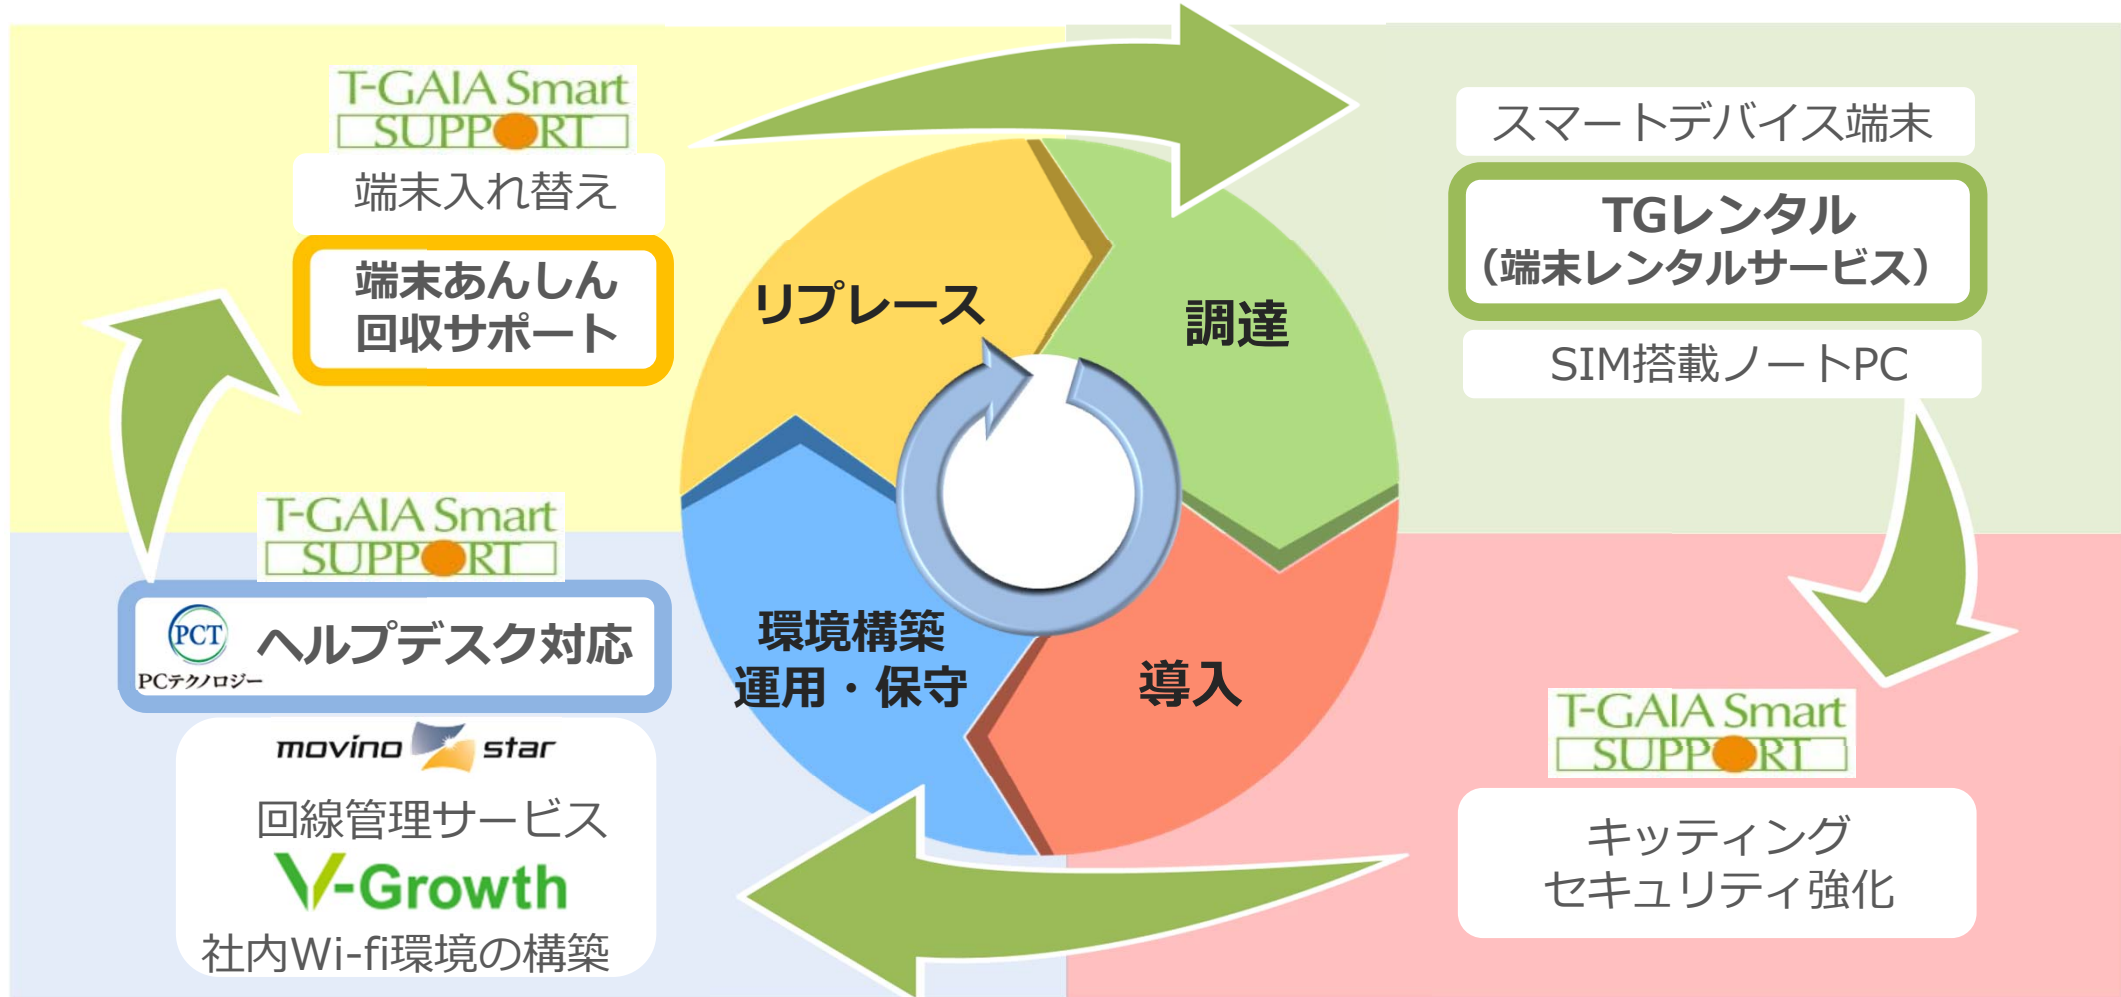 T-GAIA Smart
SUPPORT
端末入れ替え
端末あんしん
回収サポート
スマートデバイス端末
TGレンタル
（端末レンタルサービス）
SIM搭載ノートPC
リプレース
調達
環境構築
運用・保守
導入
T-GAIA Smart
SUPPORT
PCT
PCテクノロジー
ヘルプデスク対応
movino star
回線管理サービス
V-Growth
社内Wi-fi環境の構築
T-GAIA Smart
SUPPORT
キッティング
セキュリティ強化